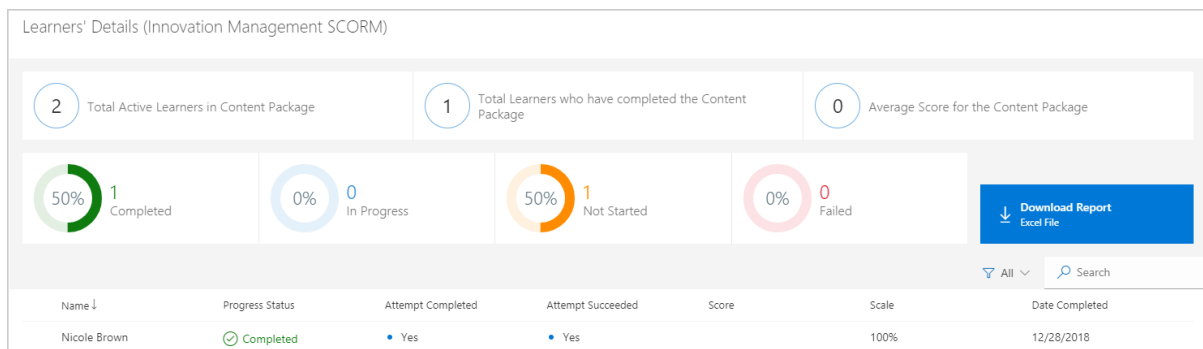 Learners' Details (Innovation Management SCORM)
2 Total Active Learners in Content Package
1 Total Learners who have completed the Content
Package
0 Average Score for the Content Package
50% 1
Completed
0% 0
In Progress
50% 1
Not Started
0% 0
Failed
Download Report
Excel File
All Search
Name↓ Progress Status Attempt Completed Attempt Succeeded Score Scale Date Completed
Nicole Brown Completed • Yes • Yes 100% 12/28/2018